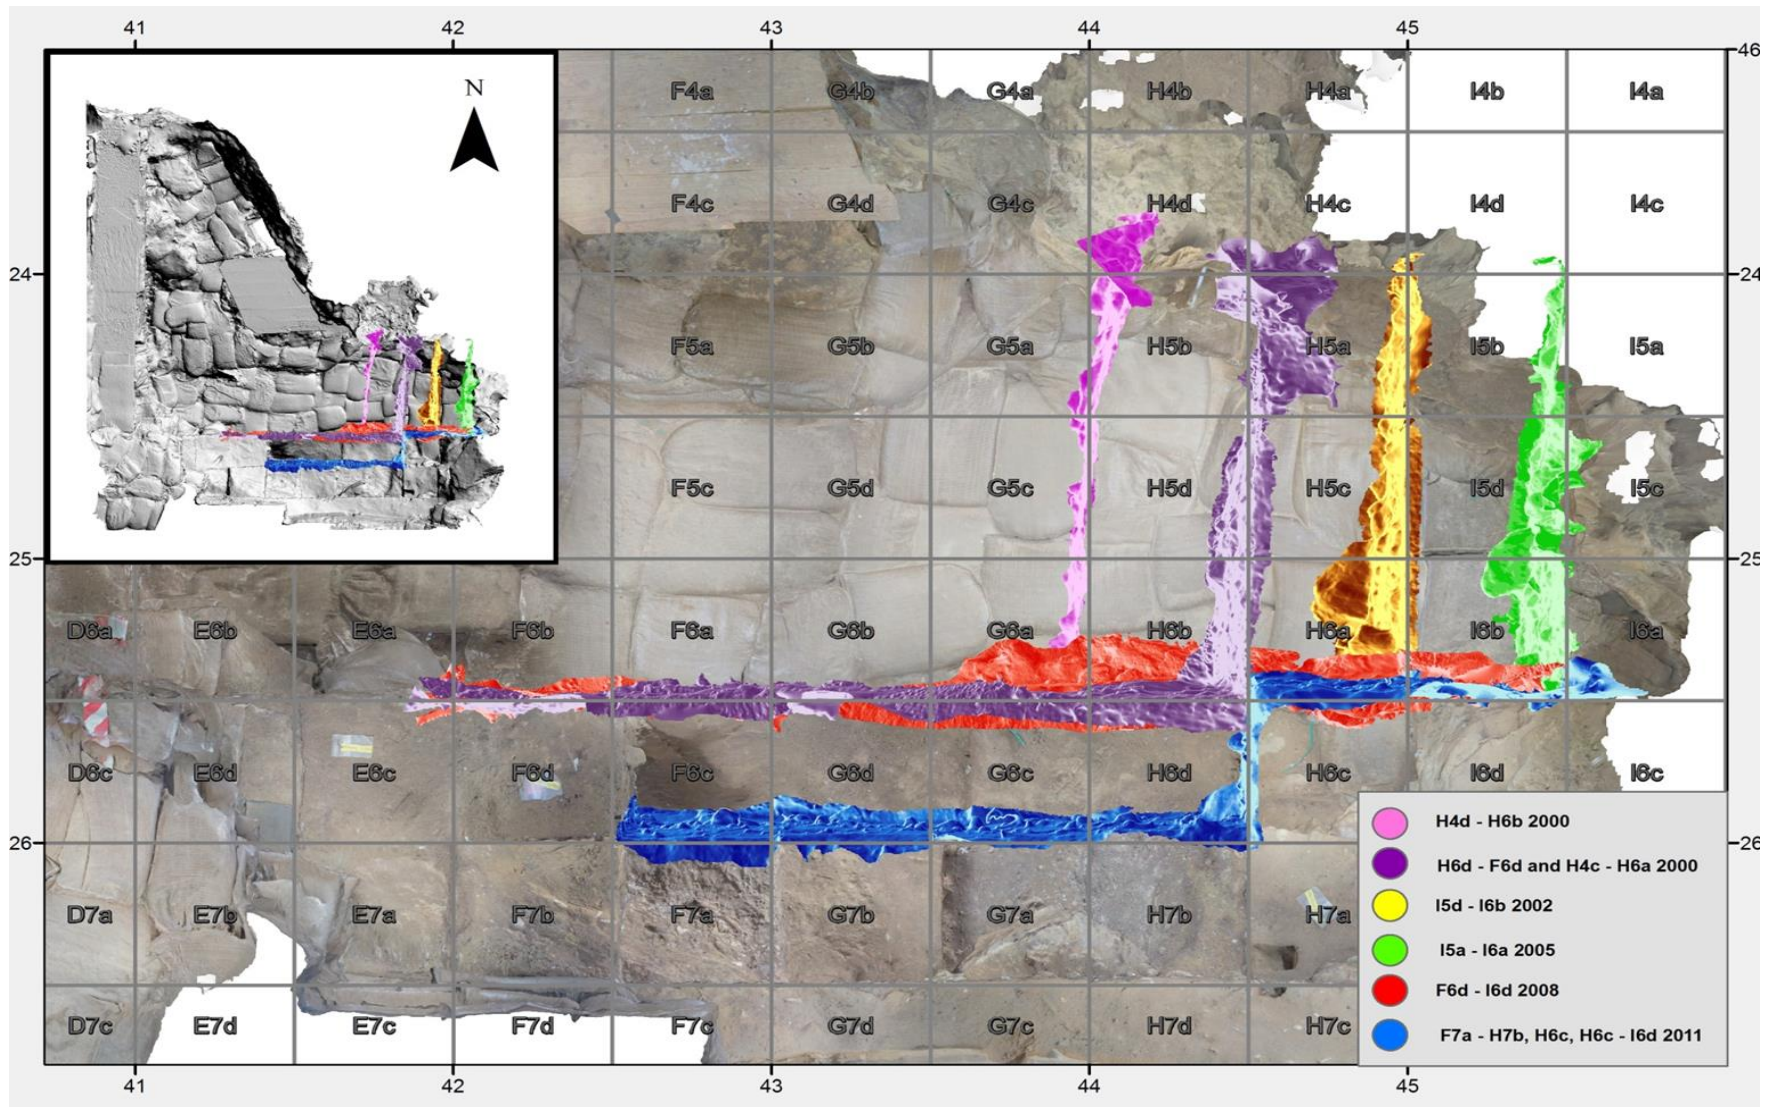 41 42 43 44 45
46
N
F4a G4b G4a H4b H4a I4b I4a
F4c G4d G4c H4d H4c I4d I4c
24 24
F5a G5b G5a H5b H5a I5b I5a
F5c G5d G5c H5d H5c I5d I5c
25 25
D6a E6b E6a F6b F6a G6b G6a H6b H6a I6b I6a
D6c E6d E6c F6d F6c G6d G6c H6d H6c I6d I6c
H4d - H6b 2000
26 26
H6d - F6d and H4c - H6a 2000
I5d - I6b 2002
D7a E7b E7a F7b F7a G7b G7a H7b H7a
I5a - I6a 2005
F6d - I6d 2008
D7c E7d E7c F7d F7c G7d G7c H7d H7c
F7a - H7b, H6c, H6c - I6d 2011
41 42 43 44 45